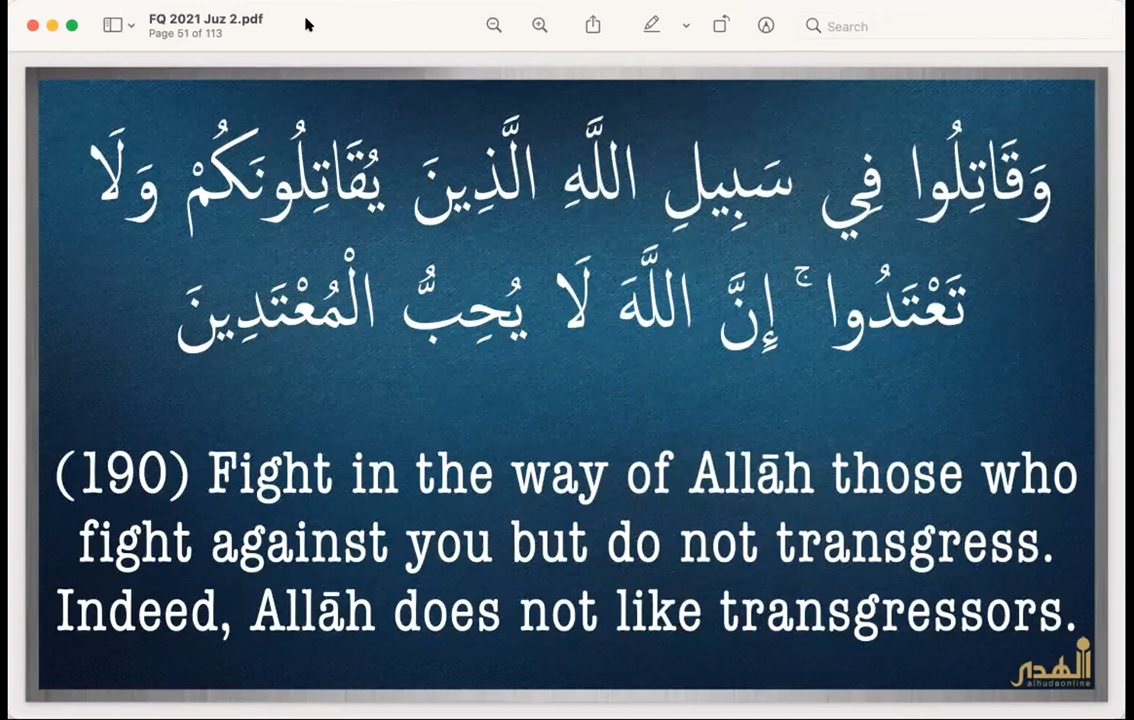 FQ 2021 Juz 2.pdf
Page 51 of 113
Search
وَقَاتِلُوا فِي سَبِيلِ اللَّهِ الَّذِينَ يُقَاتِلُونَكُمْ وَلَا
تَعْتَدُوا ۚ إِنَّ اللَّهَ لَا يُحِبُّ الْمُعْتَدِينَ
(190) Fight in the way of Allāh those who
fight against you but do not transgress.
Indeed, Allāh does not like transgressors.
الهدى
alhudaonline